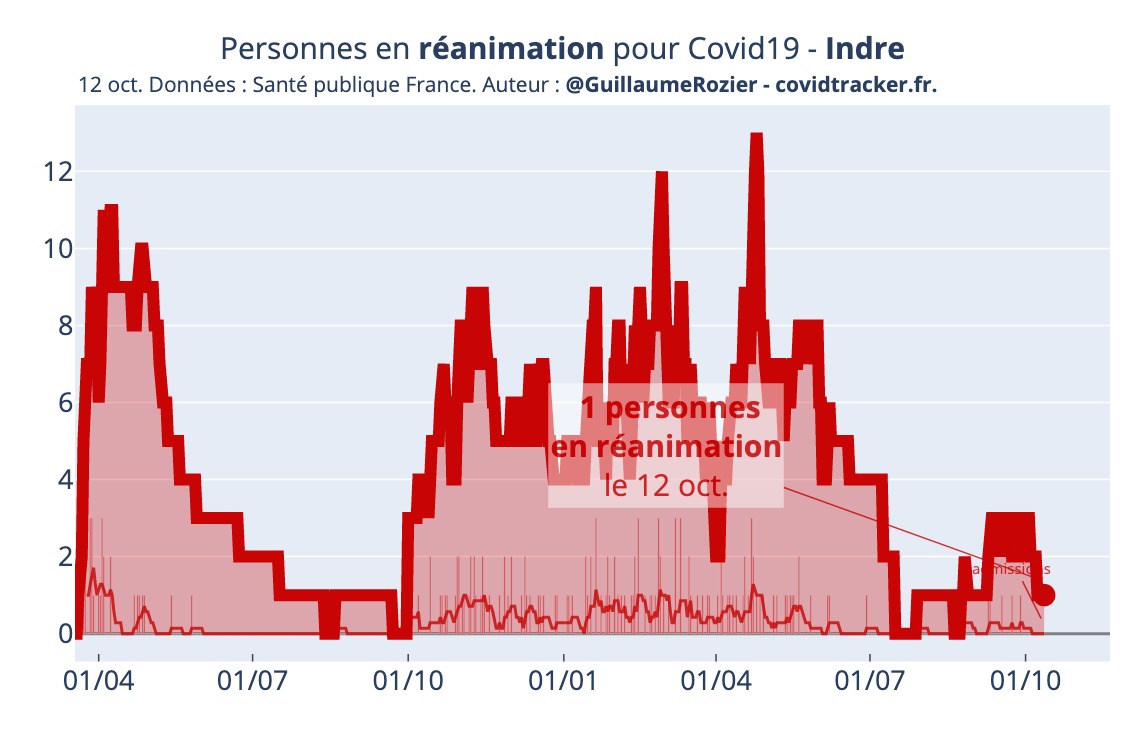 Personnes en réanimation pour Covid19 - Indre
12 oct. Données : Santé publique France. Auteur : @GuillaumeRozier - covidtracker.fr.
12
10
8
6
4
2
0
1 personnes
en réanimation
le 12 oct.
admissions
01/04
01/07
01/10
01/01
01/04
01/07
01/10